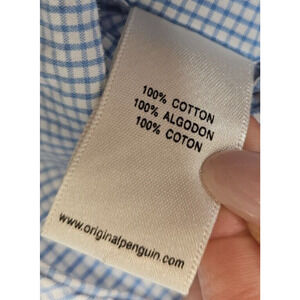 100% COTTON
100% ALGODON
100% COTON
www.originalpenguin.com